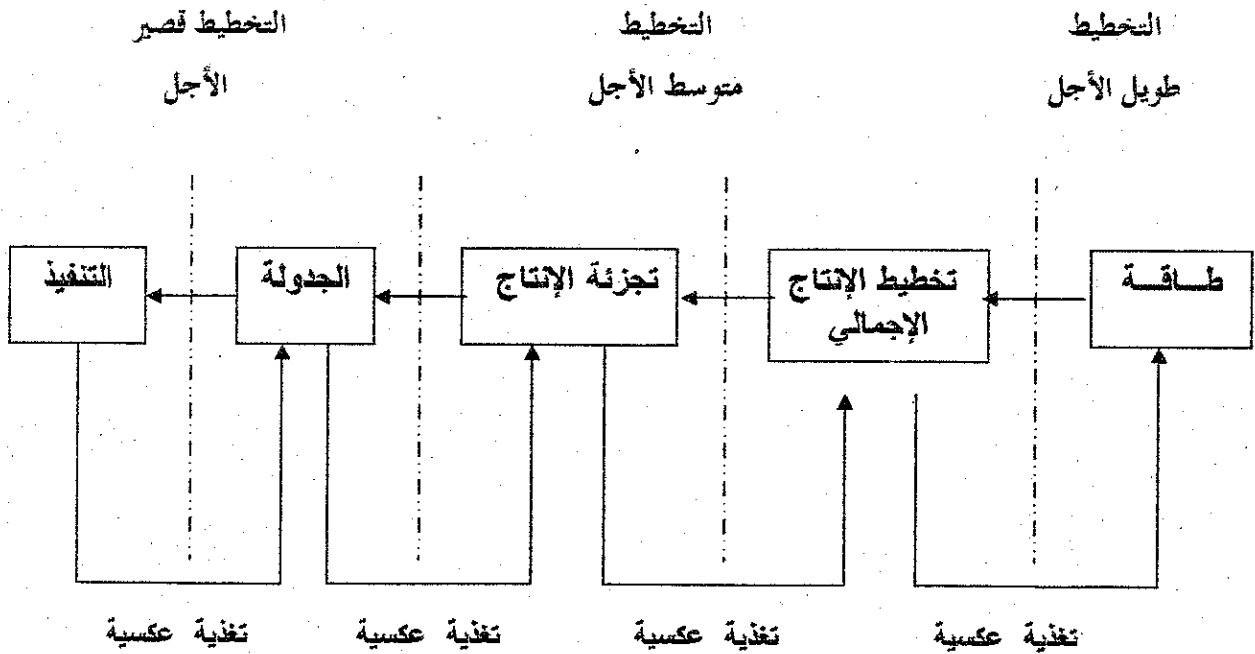 التخطيط
طويل الأجل
التخطيط
متوسط الأجل
التخطيط قصير
الأجل
طـــاقـــة
تخطيط الإنتاج
الإجمالي
تجزئة الإنتاج
الجدولة
التنفيذ
تغذية عكسية
تغذية عكسية
تغذية عكسية
تغذية عكسية